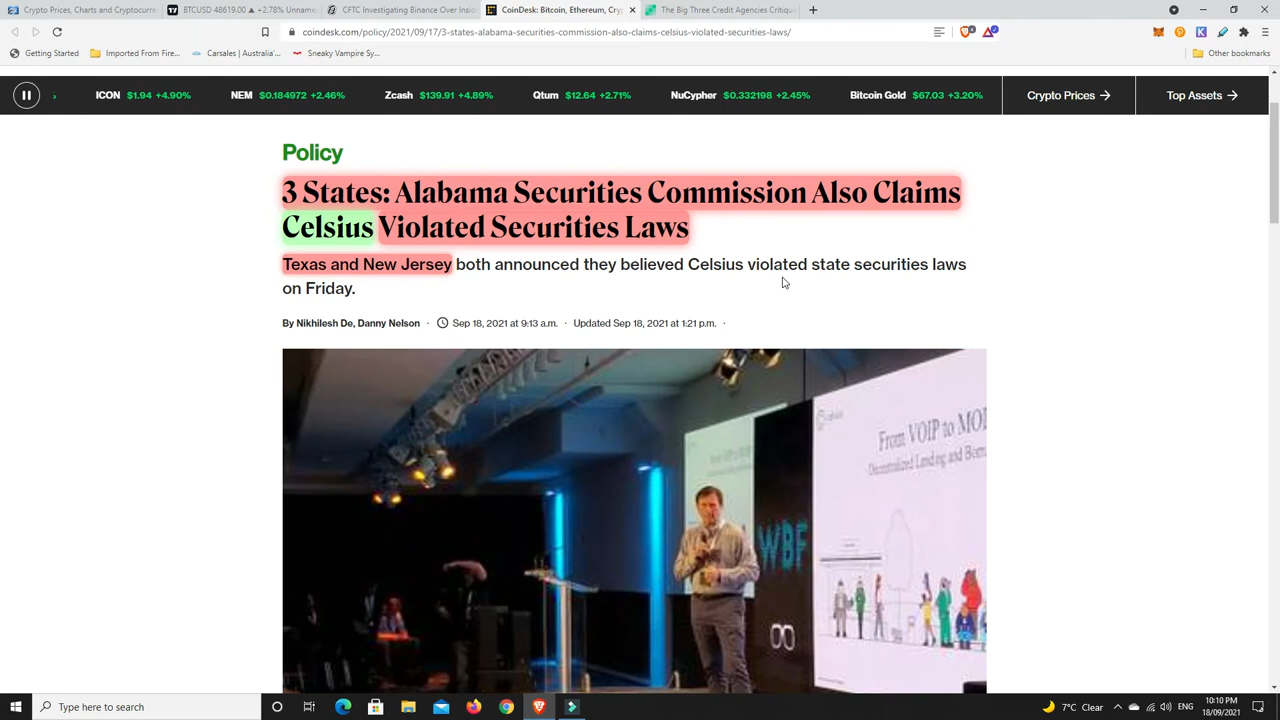 Crypto Prices, Charts and Cryptocurre
BTCUSD 48619.00 ▲ +2.78% Unname
CFTC Investigating Binance Over Insid
CoinDesk: Bitcoin, Ethereum, Cry
The Big Three Credit Agencies Critique
coindesk.com/policy/2021/09/17/3-states-alabama-securities-commission-also-claims-celsius-violated-securities-laws/
Getting Started
Imported From Fire...
Carsales | Australia'...
Sneaky Vampire Sy...
Other bookmarks
ICON $1.94 +4.90%
NEM $0.184972 +2.46%
Zcash $139.91 +4.89%
Qtum $12.64 +2.71%
NuCypher $0.332198 +2.45%
Bitcoin Gold $67.03 +3.20%
Crypto Prices →
Top Assets →
Policy
3 States: Alabama Securities Commission Also Claims
Celsius Violated Securities Laws
Texas and New Jersey both announced they believed Celsius violated state securities laws
on Friday.
By Nikhilesh De, Danny Nelson · Sep 18, 2021 at 9:13 a.m. · Updated Sep 18, 2021 at 1:21 p.m. ·
From VOIP to
Decentralized Lending and
WBF
Type here to search
7°C Clear
ENG
10:10 PM
18/09/2021